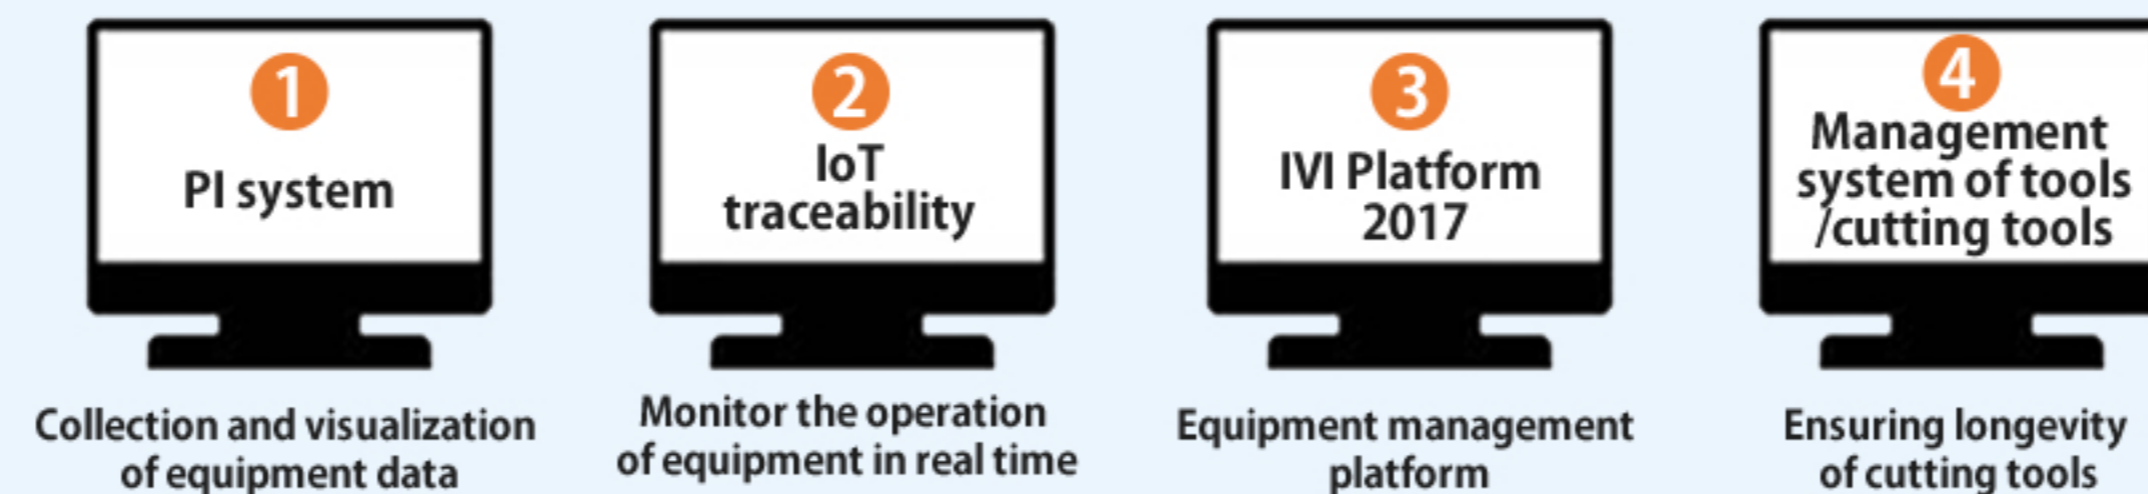 1
PI system
Collection and visualization
of equipment data
2
IoT
traceability
Monitor the operation
of equipment in real time
3
IVI Platform
2017
Equipment management
platform
4
Management
system of tools
/cutting tools
Ensuring longevity
of cutting tools